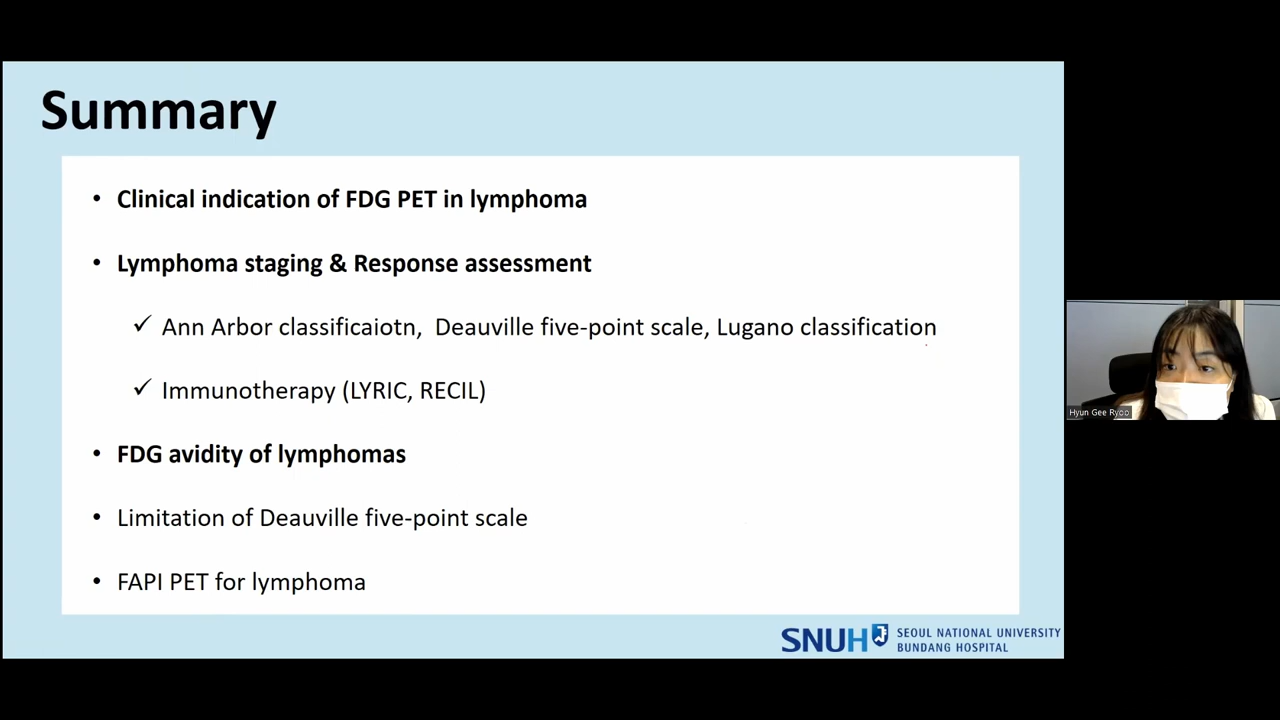 Summary
• Clinical indication of FDG PET in lymphoma
• Lymphoma staging & Response assessment
✓ Ann Arbor classificaiotn, Deauville five-point scale, Lugano classification
✓ Immunotherapy (LYRIC, RECIL)
• FDG avidity of lymphomas
• Limitation of Deauville five-point scale
• FAPI PET for lymphoma
SNUH SEOUL NATIONAL UNIVERSITY
BUNDANG HOSPITAL
Hyun Gee Ryoo